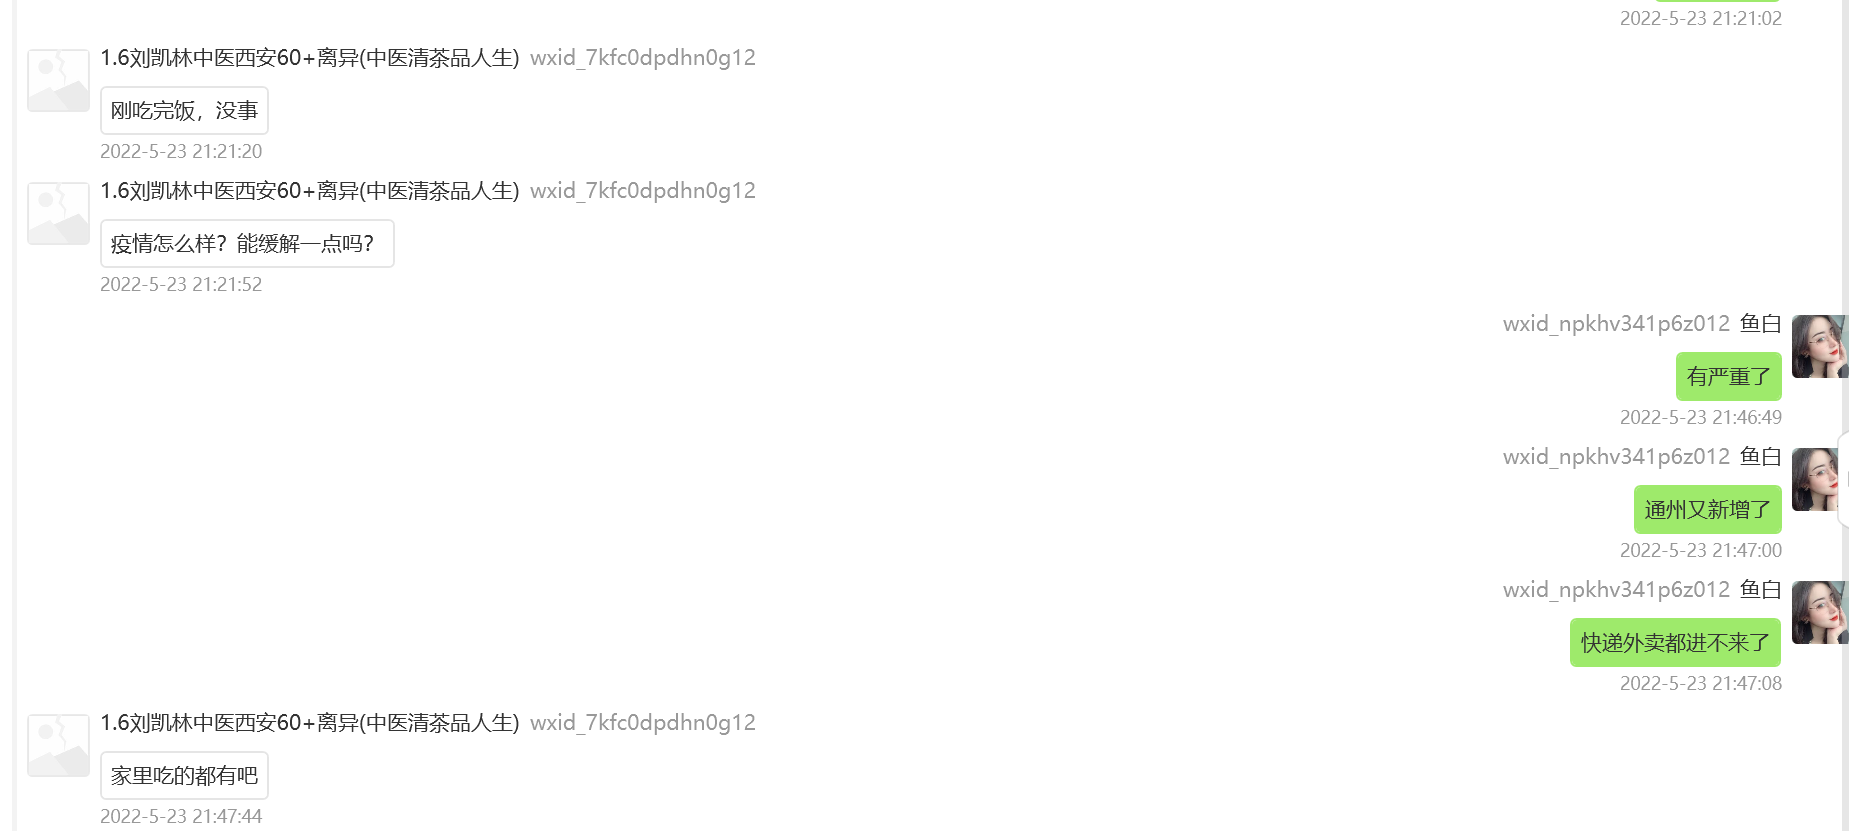 2022-5-23 21:21:02
1.6刘凯林中医西安60+离异(中医清茶品人生) wxid_7kfc0dpdhn0g12
刚吃完饭，没事
2022-5-23 21:21:20
1.6刘凯林中医西安60+离异(中医清茶品人生) wxid_7kfc0dpdhn0g12
疫情怎么样？能缓解一点吗？
2022-5-23 21:21:52
wxid_npkhv341p6z012 鱼白
有严重了
2022-5-23 21:46:49
wxid_npkhv341p6z012 鱼白
通州又新增了
2022-5-23 21:47:00
wxid_npkhv341p6z012 鱼白
快递外卖都进不来了
2022-5-23 21:47:08
1.6刘凯林中医西安60+离异(中医清茶品人生) wxid_7kfc0dpdhn0g12
家里吃的都有吧
2022-5-23 21:47:44